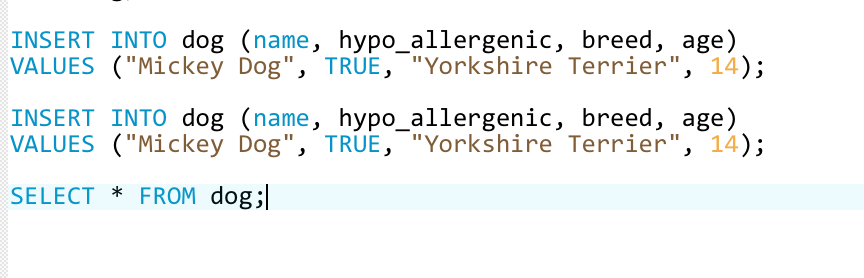 INSERT INTO dog (name, hypo_allergenic, breed, age)
VALUES ("Mickey Dog", TRUE, "Yorkshire Terrier", 14);
INSERT INTO dog (name, hypo_allergenic, breed, age)
VALUES ("Mickey Dog", TRUE, "Yorkshire Terrier", 14);
SELECT * FROM dog;